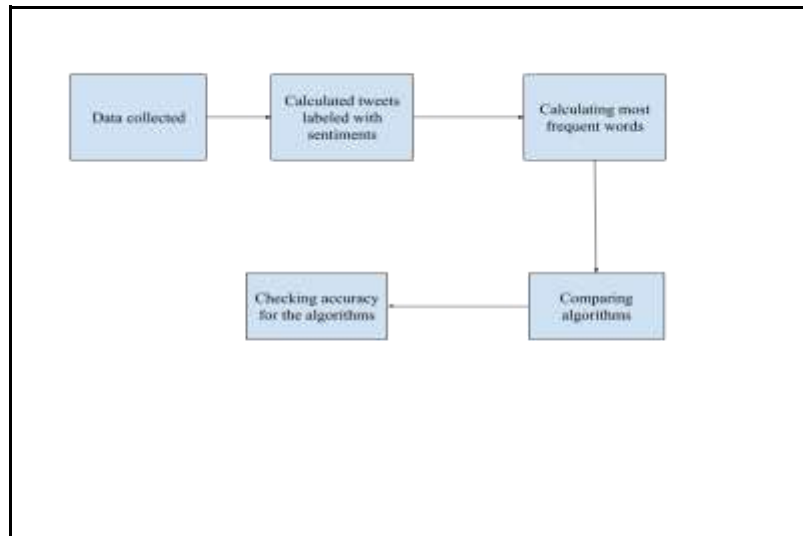 Data collected
Calculated tweets
labeled with
sentiments
Calculating most
frequent words
Comparing
algorithms
Checking accuracy
for the algorithms